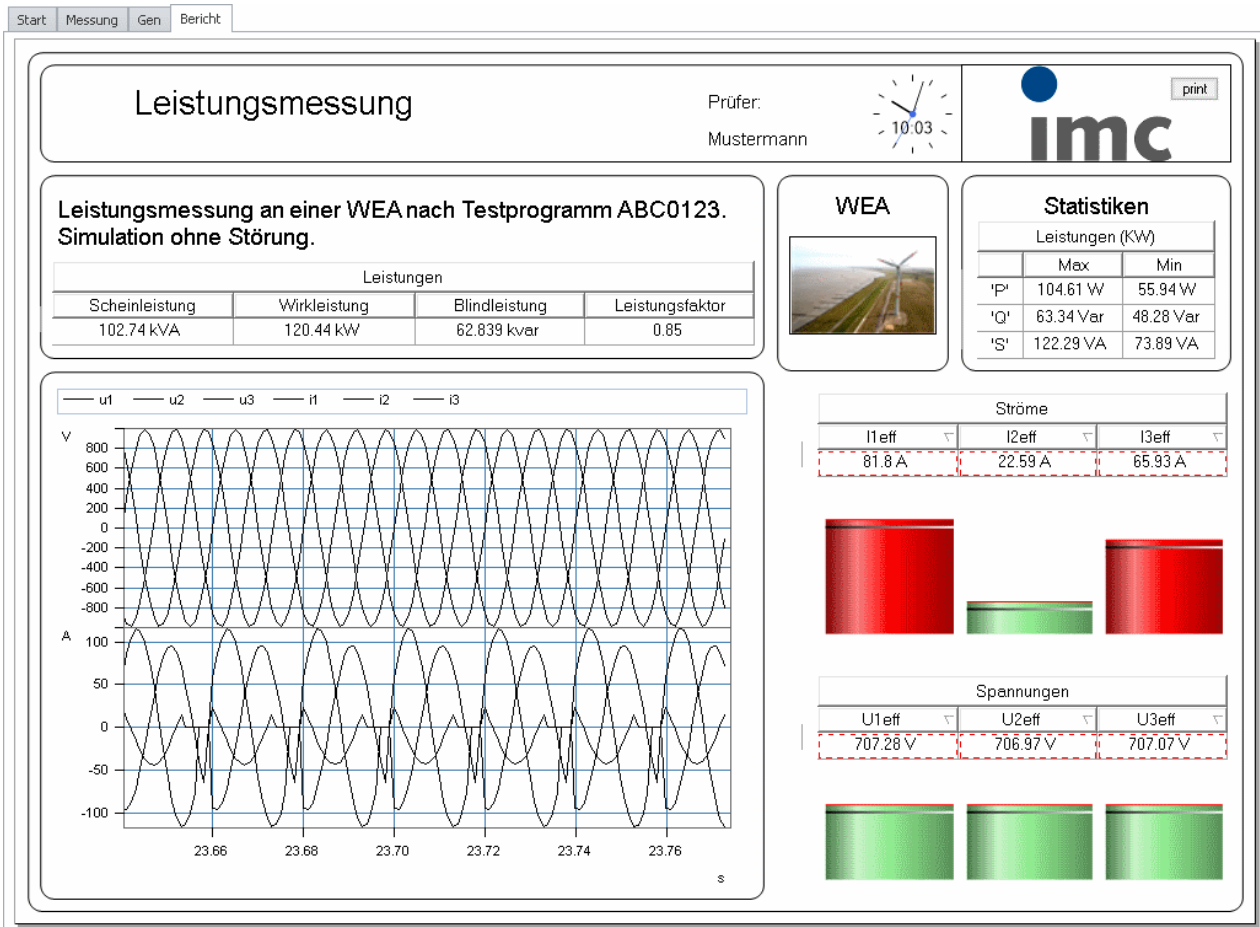 Start Messung Gen Bericht
Leistungsmessung
Prüfer:
Mustermann
10:03
imc
print
Leistungsmessung an einer WEA nach Testprogramm ABC0123.
Simulation ohne Störung.
Leistungen
Scheinleistung Wirkleistung Blindleistung Leistungsfaktor
102.74 kVA 120.44 kW 62.839 kvar 0.85
WEA
Statistiken
Leistungen (KW)
Max Min
'P' 104.61 W 55.94 W
'Q' 63.34 Var 48.28 Var
'S' 122.29 VA 73.89 VA
u1 u2 u3 i1 i2 i3
V
800
600
400
200
0
-200
-400
-600
-800
A
100
50
0
-50
-100
23.66 23.68 23.70 23.72 23.74 23.76
s
Ströme
I1eff I2eff I3eff
81.8 A 22.59 A 65.93 A
Spannungen
U1eff U2eff U3eff
707.28 V 706.97 V 707.07 V